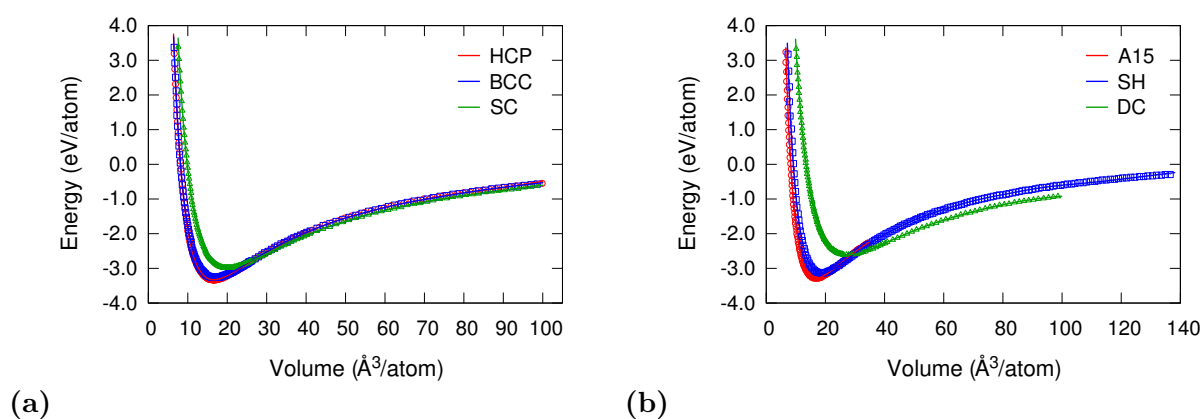 4.0
3.0
2.0
1.0
0.0
-1.0
-2.0
-3.0
-4.0
Energy (eV/atom)
HCP
BCC
SC
0 10 20 30 40 50 60 70 80 90 100
Volume (Å³/atom)
(a)
4.0
3.0
2.0
1.0
0.0
-1.0
-2.0
-3.0
-4.0
Energy (eV/atom)
A15
SH
DC
0 20 40 60 80 100 120 140
Volume (Å³/atom)
(b)